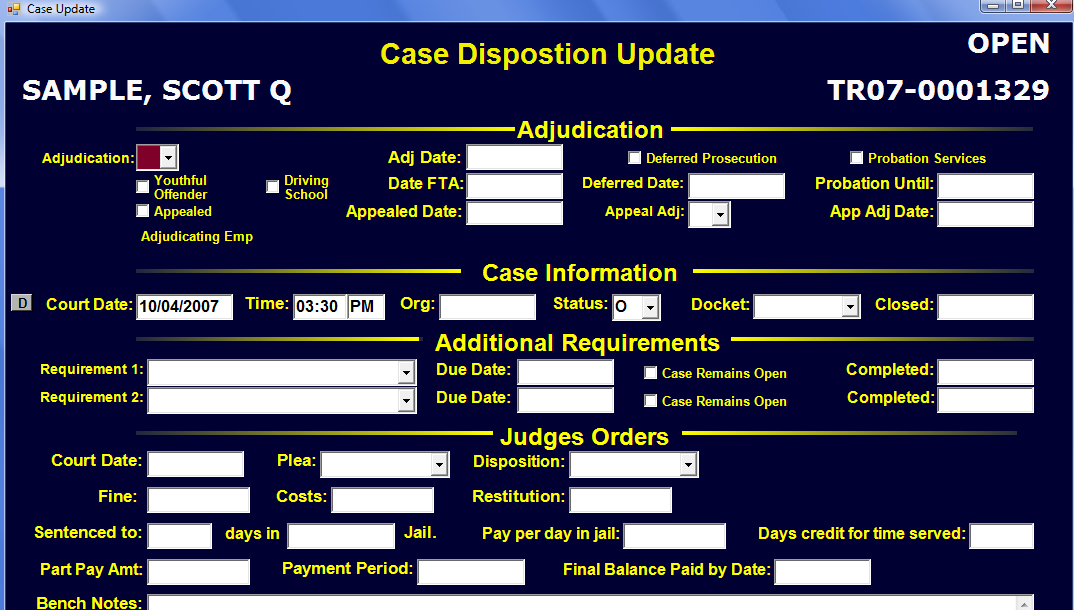 Case Update
OPEN
Case Dispostion Update
SAMPLE, SCOTT Q TR07-0001329
Adjudication
Adjudication: Adj Date: Deferred Prosecution Probation Services
Youthful Offender Driving School Date FTA: Deferred Date: Probation Until:
Appealed Appealed Date: Appeal Adj: App Adj Date:
Adjudicating Emp
Case Information
D Court Date: 10/04/2007 Time: 03:30 PM Org: Status: O Docket: Closed:
Additional Requirements
Requirement 1: Due Date: Case Remains Open Completed:
Requirement 2: Due Date: Case Remains Open Completed:
Judges Orders
Court Date: Plea: Disposition:
Fine: Costs: Restitution:
Sentenced to: days in Jail. Pay per day in jail: Days credit for time served:
Part Pay Amt: Payment Period: Final Balance Paid by Date:
Bench Notes: